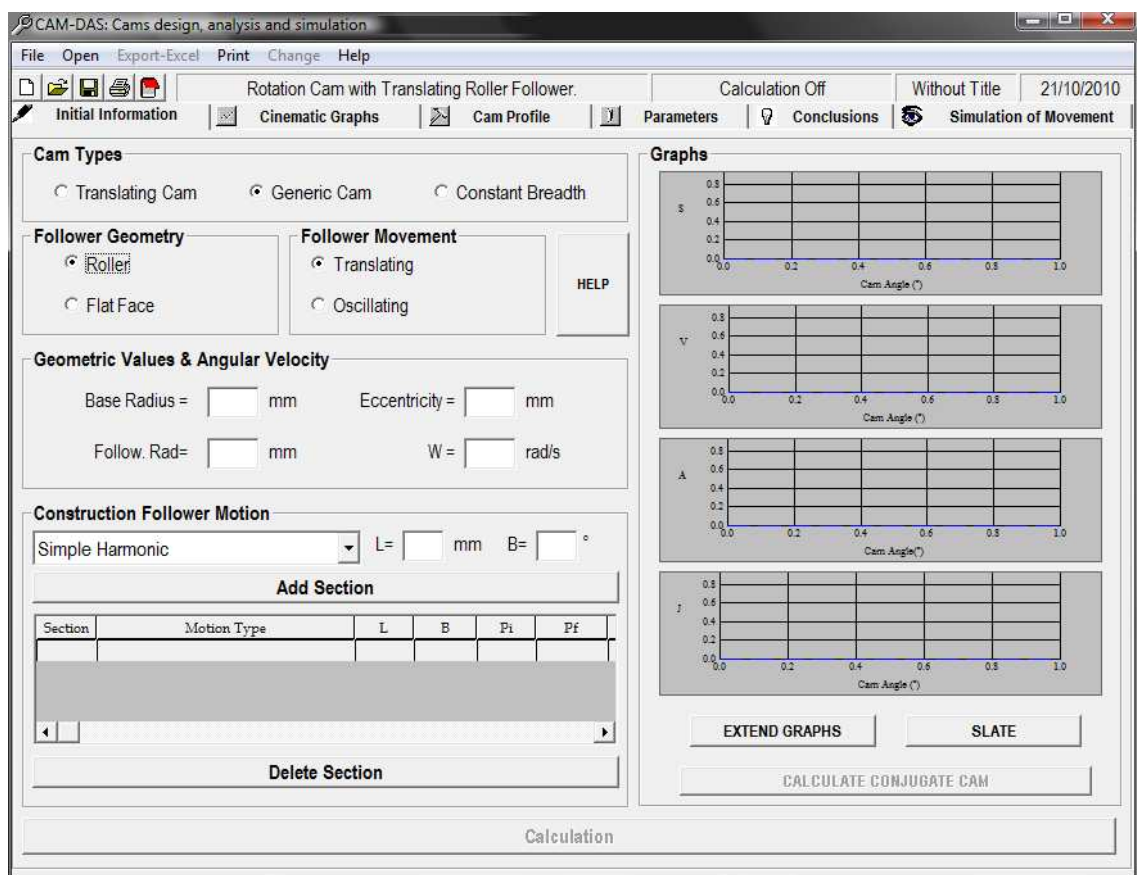 CAM-DAS: Cams design, analysis and simulation
File Open Export-Excel Print Change Help
Rotation Cam with Translating Roller Follower. Calculation Off Without Title 21/10/2010
Initial Information Cinematic Graphs Cam Profile Parameters Conclusions Simulation of Movement
Cam Types
Translating Cam Generic Cam Constant Breadth
Follower Geometry
Roller
Flat Face
Follower Movement
Translating
Oscillating
HELP
Geometric Values & Angular Velocity
Base Radius = mm Eccentricity = mm
Follow. Rad= mm W = rad/s
Construction Follower Motion
Simple Harmonic L= mm B= °
Add Section
Section Motion Type L B Pi Pf
Delete Section
Graphs
S
0.8
0.6
0.4
0.2
0.0
0.0 0.2 0.4 0.6 0.8 1.0
Cam Angle (°)
V
0.8
0.6
0.4
0.2
0.0
0.0 0.2 0.4 0.6 0.8 1.0
Cam Angle (°)
A
0.8
0.6
0.4
0.2
0.0
0.0 0.2 0.4 0.6 0.8 1.0
Cam Angle(°)
J
0.8
0.6
0.4
0.2
0.0
0.0 0.2 0.4 0.6 0.8 1.0
Cam Angle (°)
EXTEND GRAPHS SLATE
CALCULATE CONJUGATE CAM
Calculation